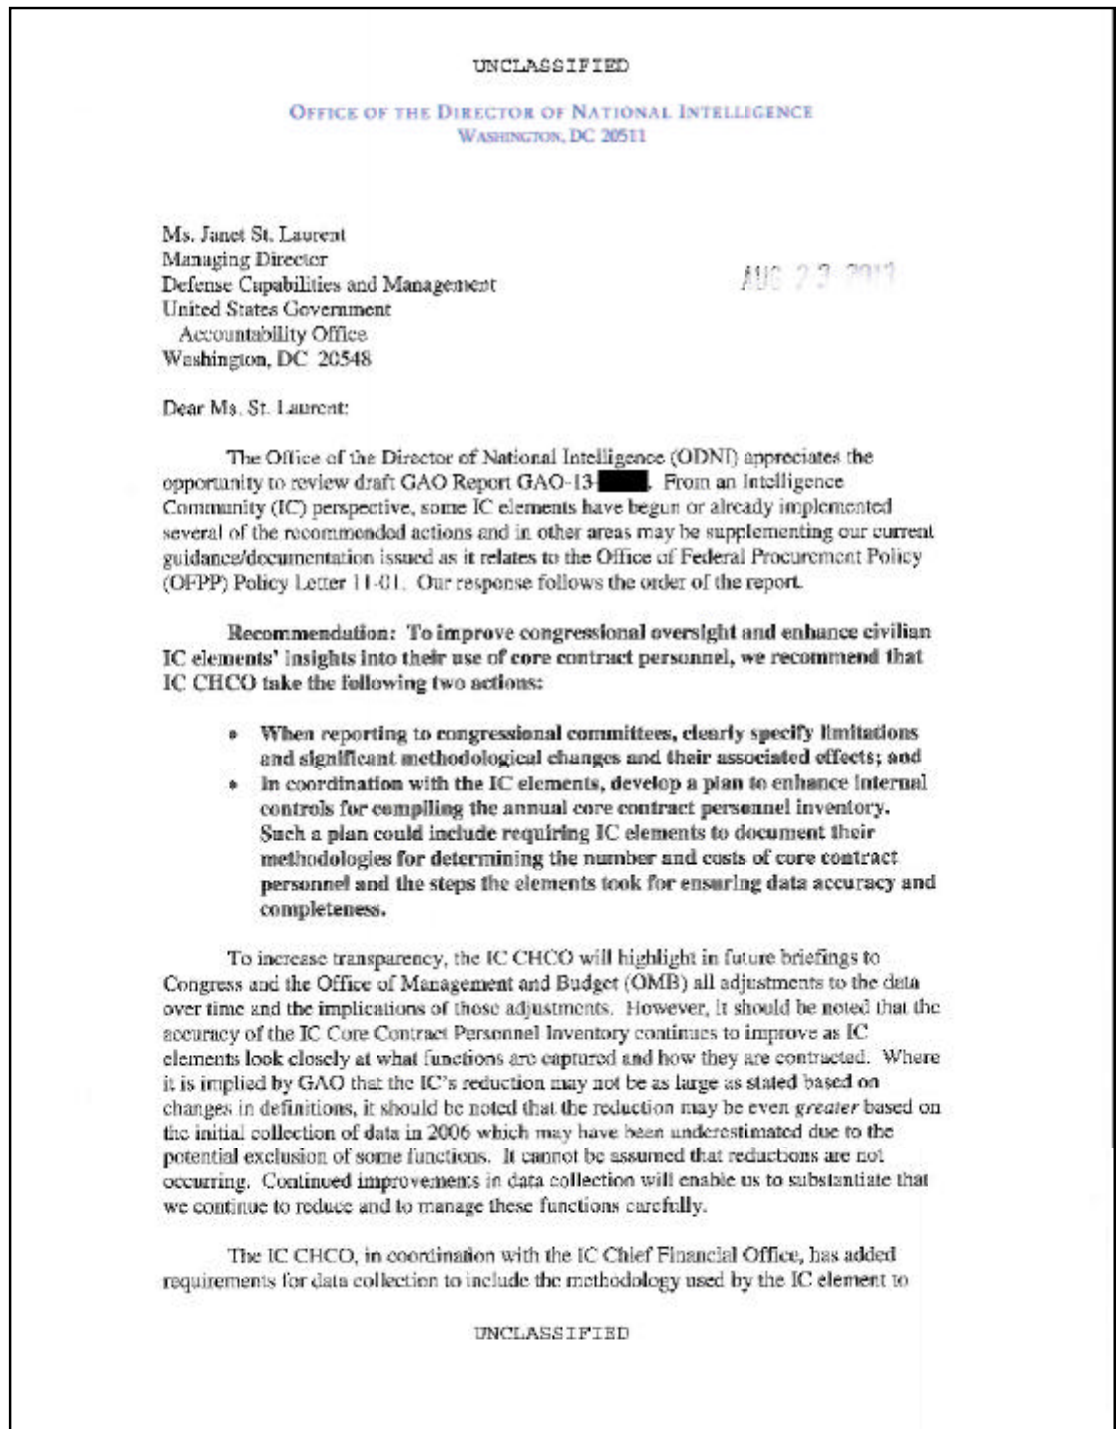 UNCLASSIFIED
OFFICE OF THE DIRECTOR OF NATIONAL INTELLIGENCE
WASHINGTON, DC 20511
Ms. Janet St. Laurent
Managing Director
AUG 23
Defense Capabilities and Management
United States Government
Accountability Office
Washington, DC 20548
Dear Ms. St. Laurent:
The Office of the Director of National Intelligence (ODNI) appreciates the
opportunity to review draft GAO Report GAO-13- . From an Intelligence
Community (IC) perspective, some IC elements have begun or already implemented
several of the recommended actions and in other areas may be supplementing our current
guidance/documentation issued as it relates to the Office of Federal Procurement Policy
(OFPP) Policy Letter 11-01. Our response follows the order of the report.
Recommendation: To improve congressional oversight and enhance civilian
IC elements' insights into their use of core contract personnel, we recommend that
IC CHCO take the following two actions:
• When reporting to congressional committees, clearly specify limitations
and significant methodological changes and their associated effects; and
• In coordination with the IC elements, develop a plan to enhance internal
controls for compiling the annual core contract personnel inventory.
Such a plan could include requiring IC elements to document their
methodologies for determining the number and costs of core contract
personnel and the steps the elements took for ensuring data accuracy and
completeness.
To increase transparency, the IC CHCO will highlight in future briefings to
Congress and the Office of Management and Budget (OMB) all adjustments to the data
over time and the implications of those adjustments. However, it should be noted that the
accuracy of the IC Core Contract Personnel Inventory continues to improve as IC
elements look closely at what functions are captured and how they are contracted. Where
it is implied by GAO that the IC's reduction may not be as large as stated based on
changes in definitions, it should be noted that the reduction may be even greater based on
the initial collection of data in 2006 which may have been underestimated due to the
potential exclusion of some functions. It cannot be assumed that reductions are not
occurring. Continued improvements in data collection will enable us to substantiate that
we continue to reduce and to manage these functions carefully.
The IC CHCO, in coordination with the IC Chief Financial Office, has added
requirements for data collection to include the methodology used by the IC element to
UNCLASSIFIED